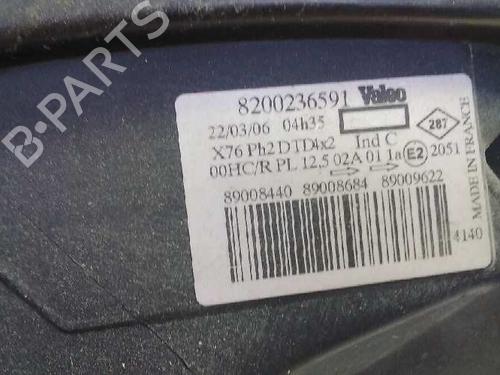 B-PARTS
8200236591 Valeo
22/03/06 04h35
287
X76 Ph2 DTD4x2 Ind C
00HC/R PL 12.5 02A 01 1a E2 2051
89008440 89008684 89009622
4140
MADE IN FRANCE